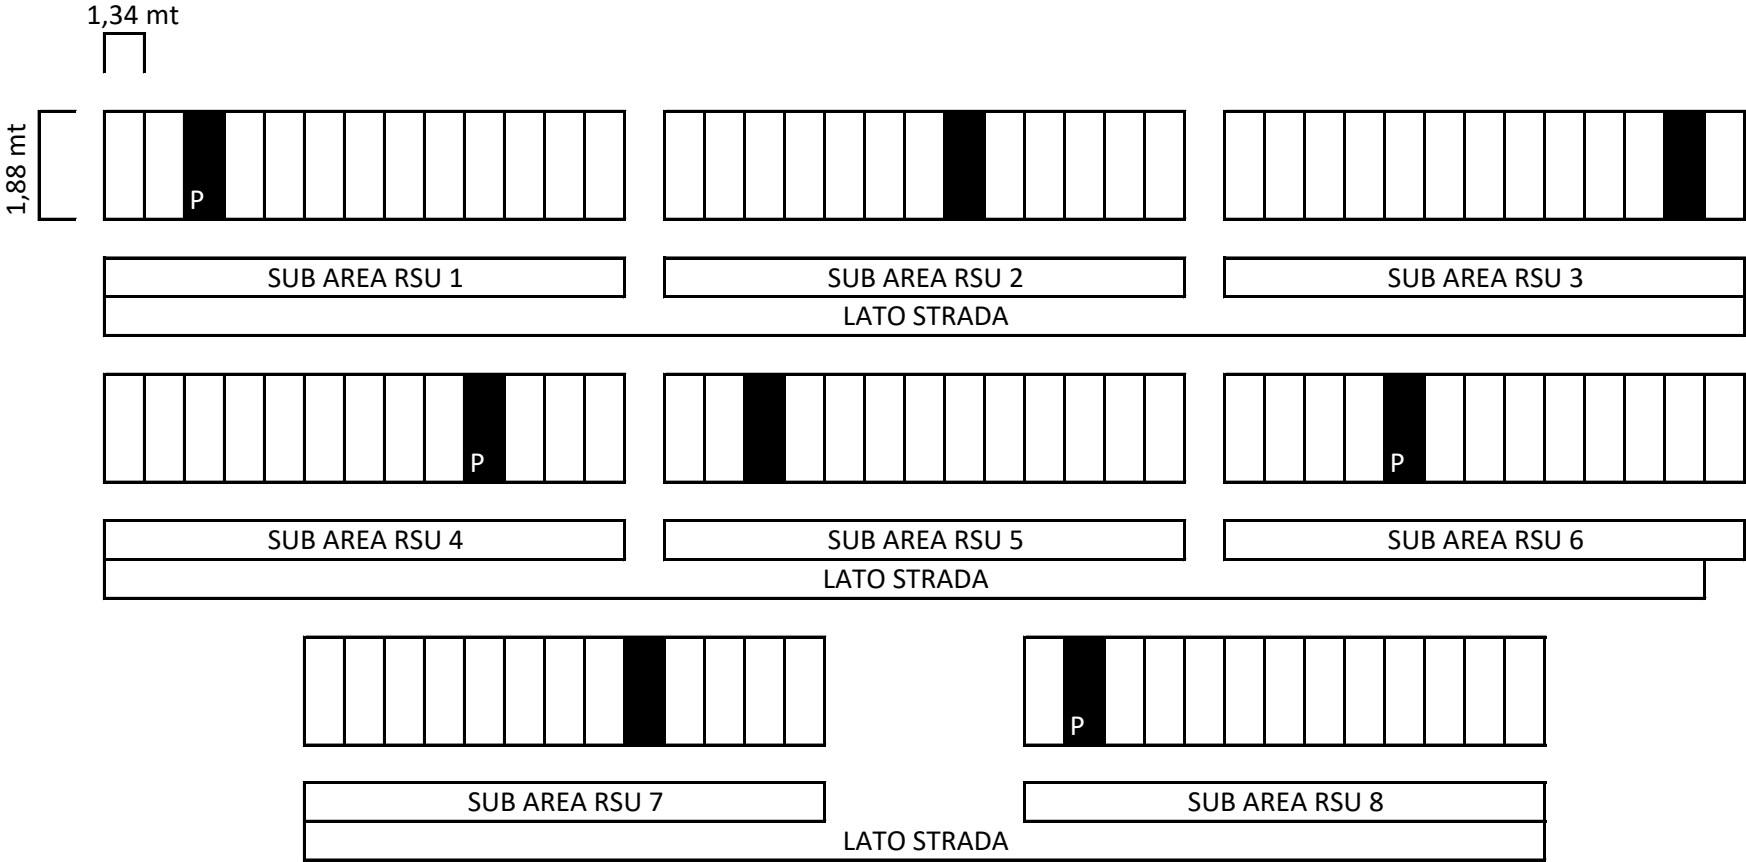 1,34 mt
1,88 mt
P
SUB AREA RSU 1
SUB AREA RSU 2
SUB AREA RSU 3
LATO STRADA
P
P
SUB AREA RSU 4
SUB AREA RSU 5
SUB AREA RSU 6
LATO STRADA
P
SUB AREA RSU 7
SUB AREA RSU 8
LATO STRADA